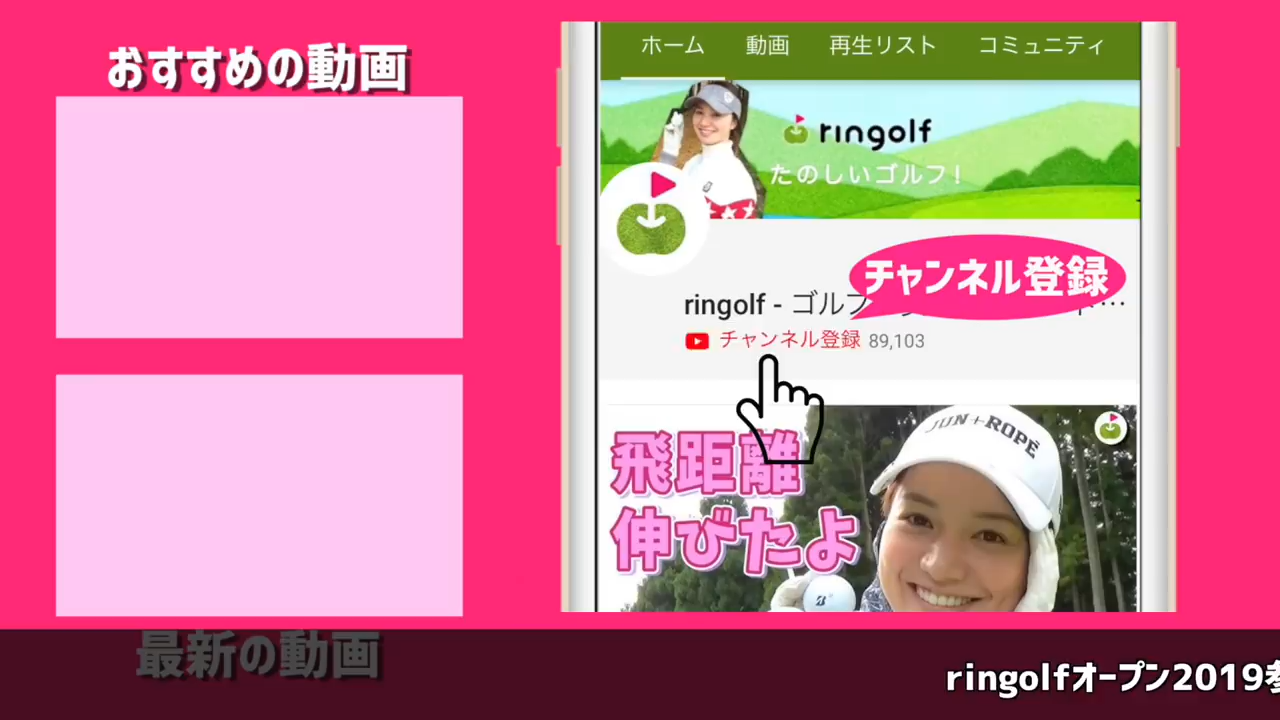 おすすめの動画
最新の動画
ホーム 動画 再生リスト コミュニティ
ringolf
たのしいゴルフ!
チャンネル登録
ringolf - ゴルフ
チャンネル登録 89,103
JUN+ROPÉ
飛距離
伸びたよ
ringolfオープン2019参